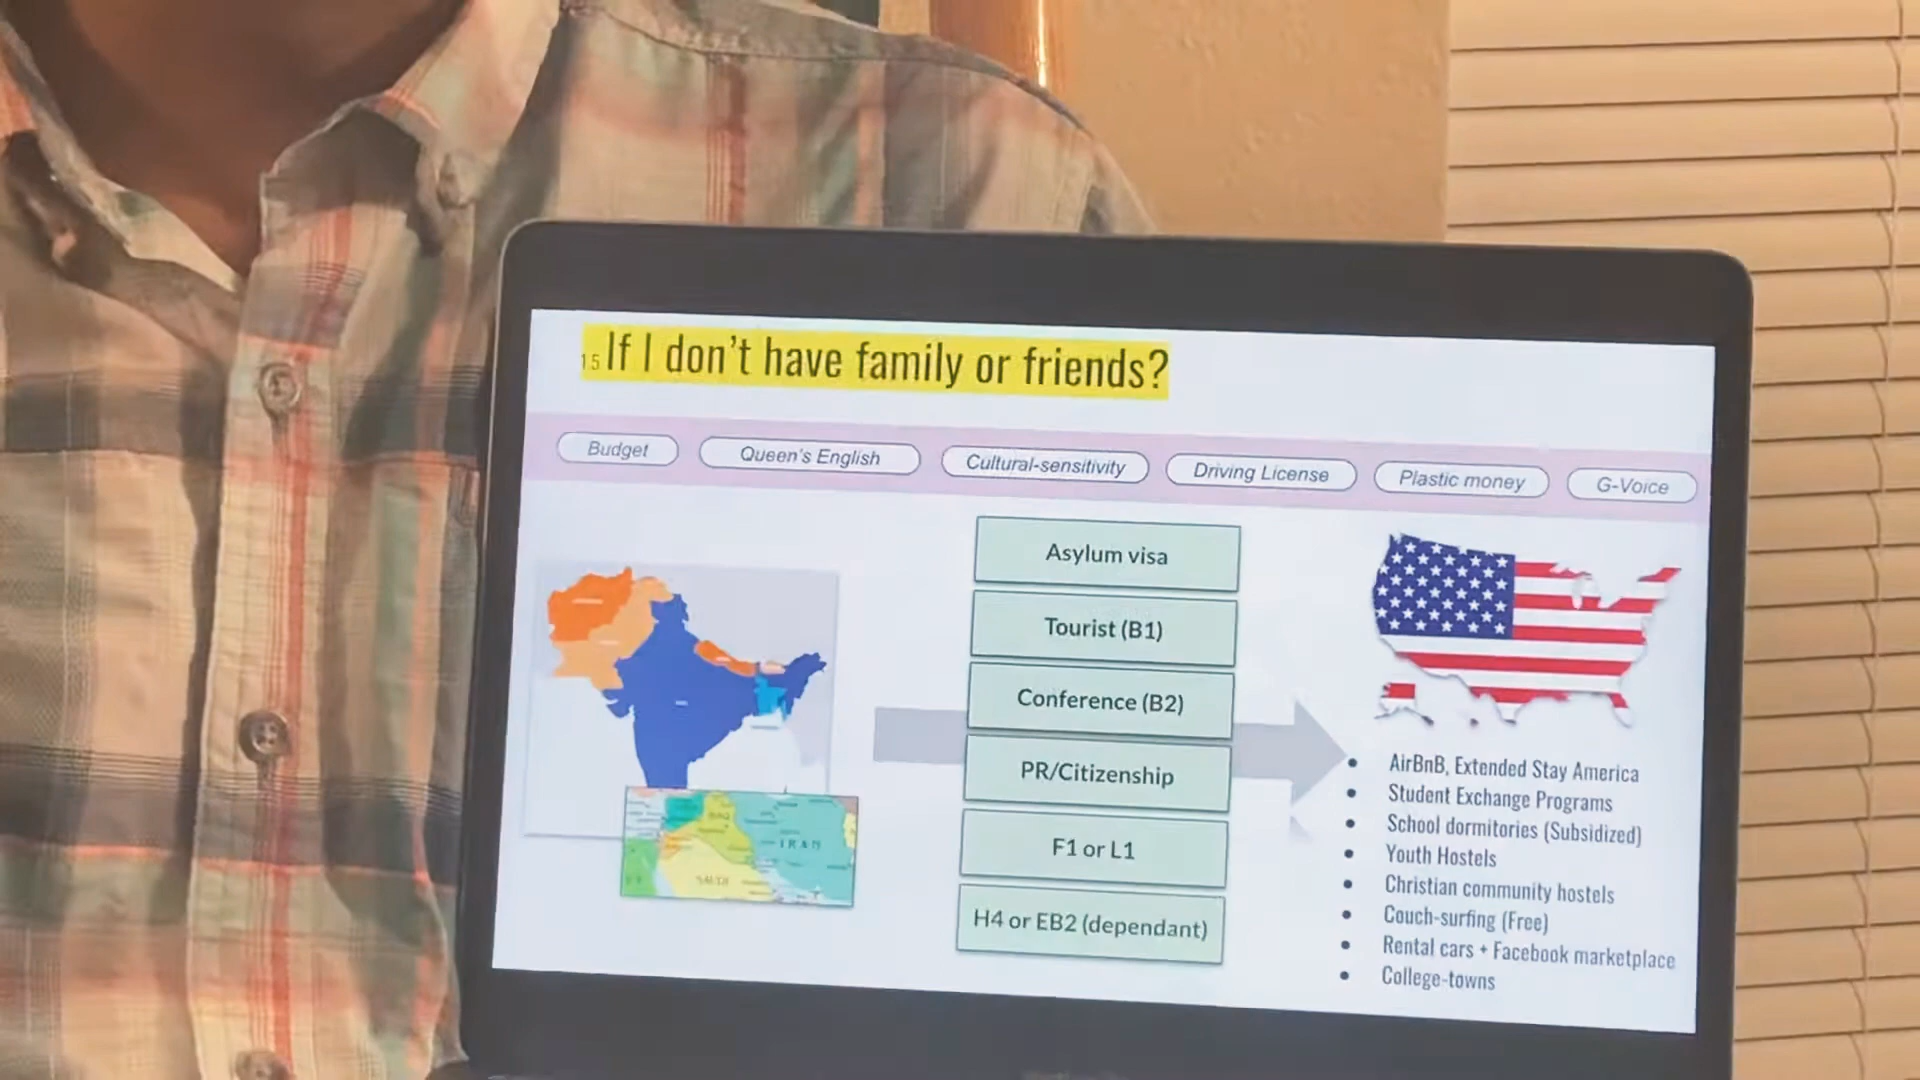 15 If I don't have family or friends?
Budget
Queen's English
Cultural-sensitivity
Driving License
Plastic money
G-Voice
Asylum visa
Tourist (B1)
Conference (B2)
PR/Citizenship
F1 or L1
H4 or EB2 (dependant)
IRAN
SAUDI
AirBnB, Extended Stay America
Student Exchange Programs
School dormitories (Subsidized)
Youth Hostels
Christian community hostels
Couch-surfing (Free)
Rental cars + Facebook marketplace
College-towns